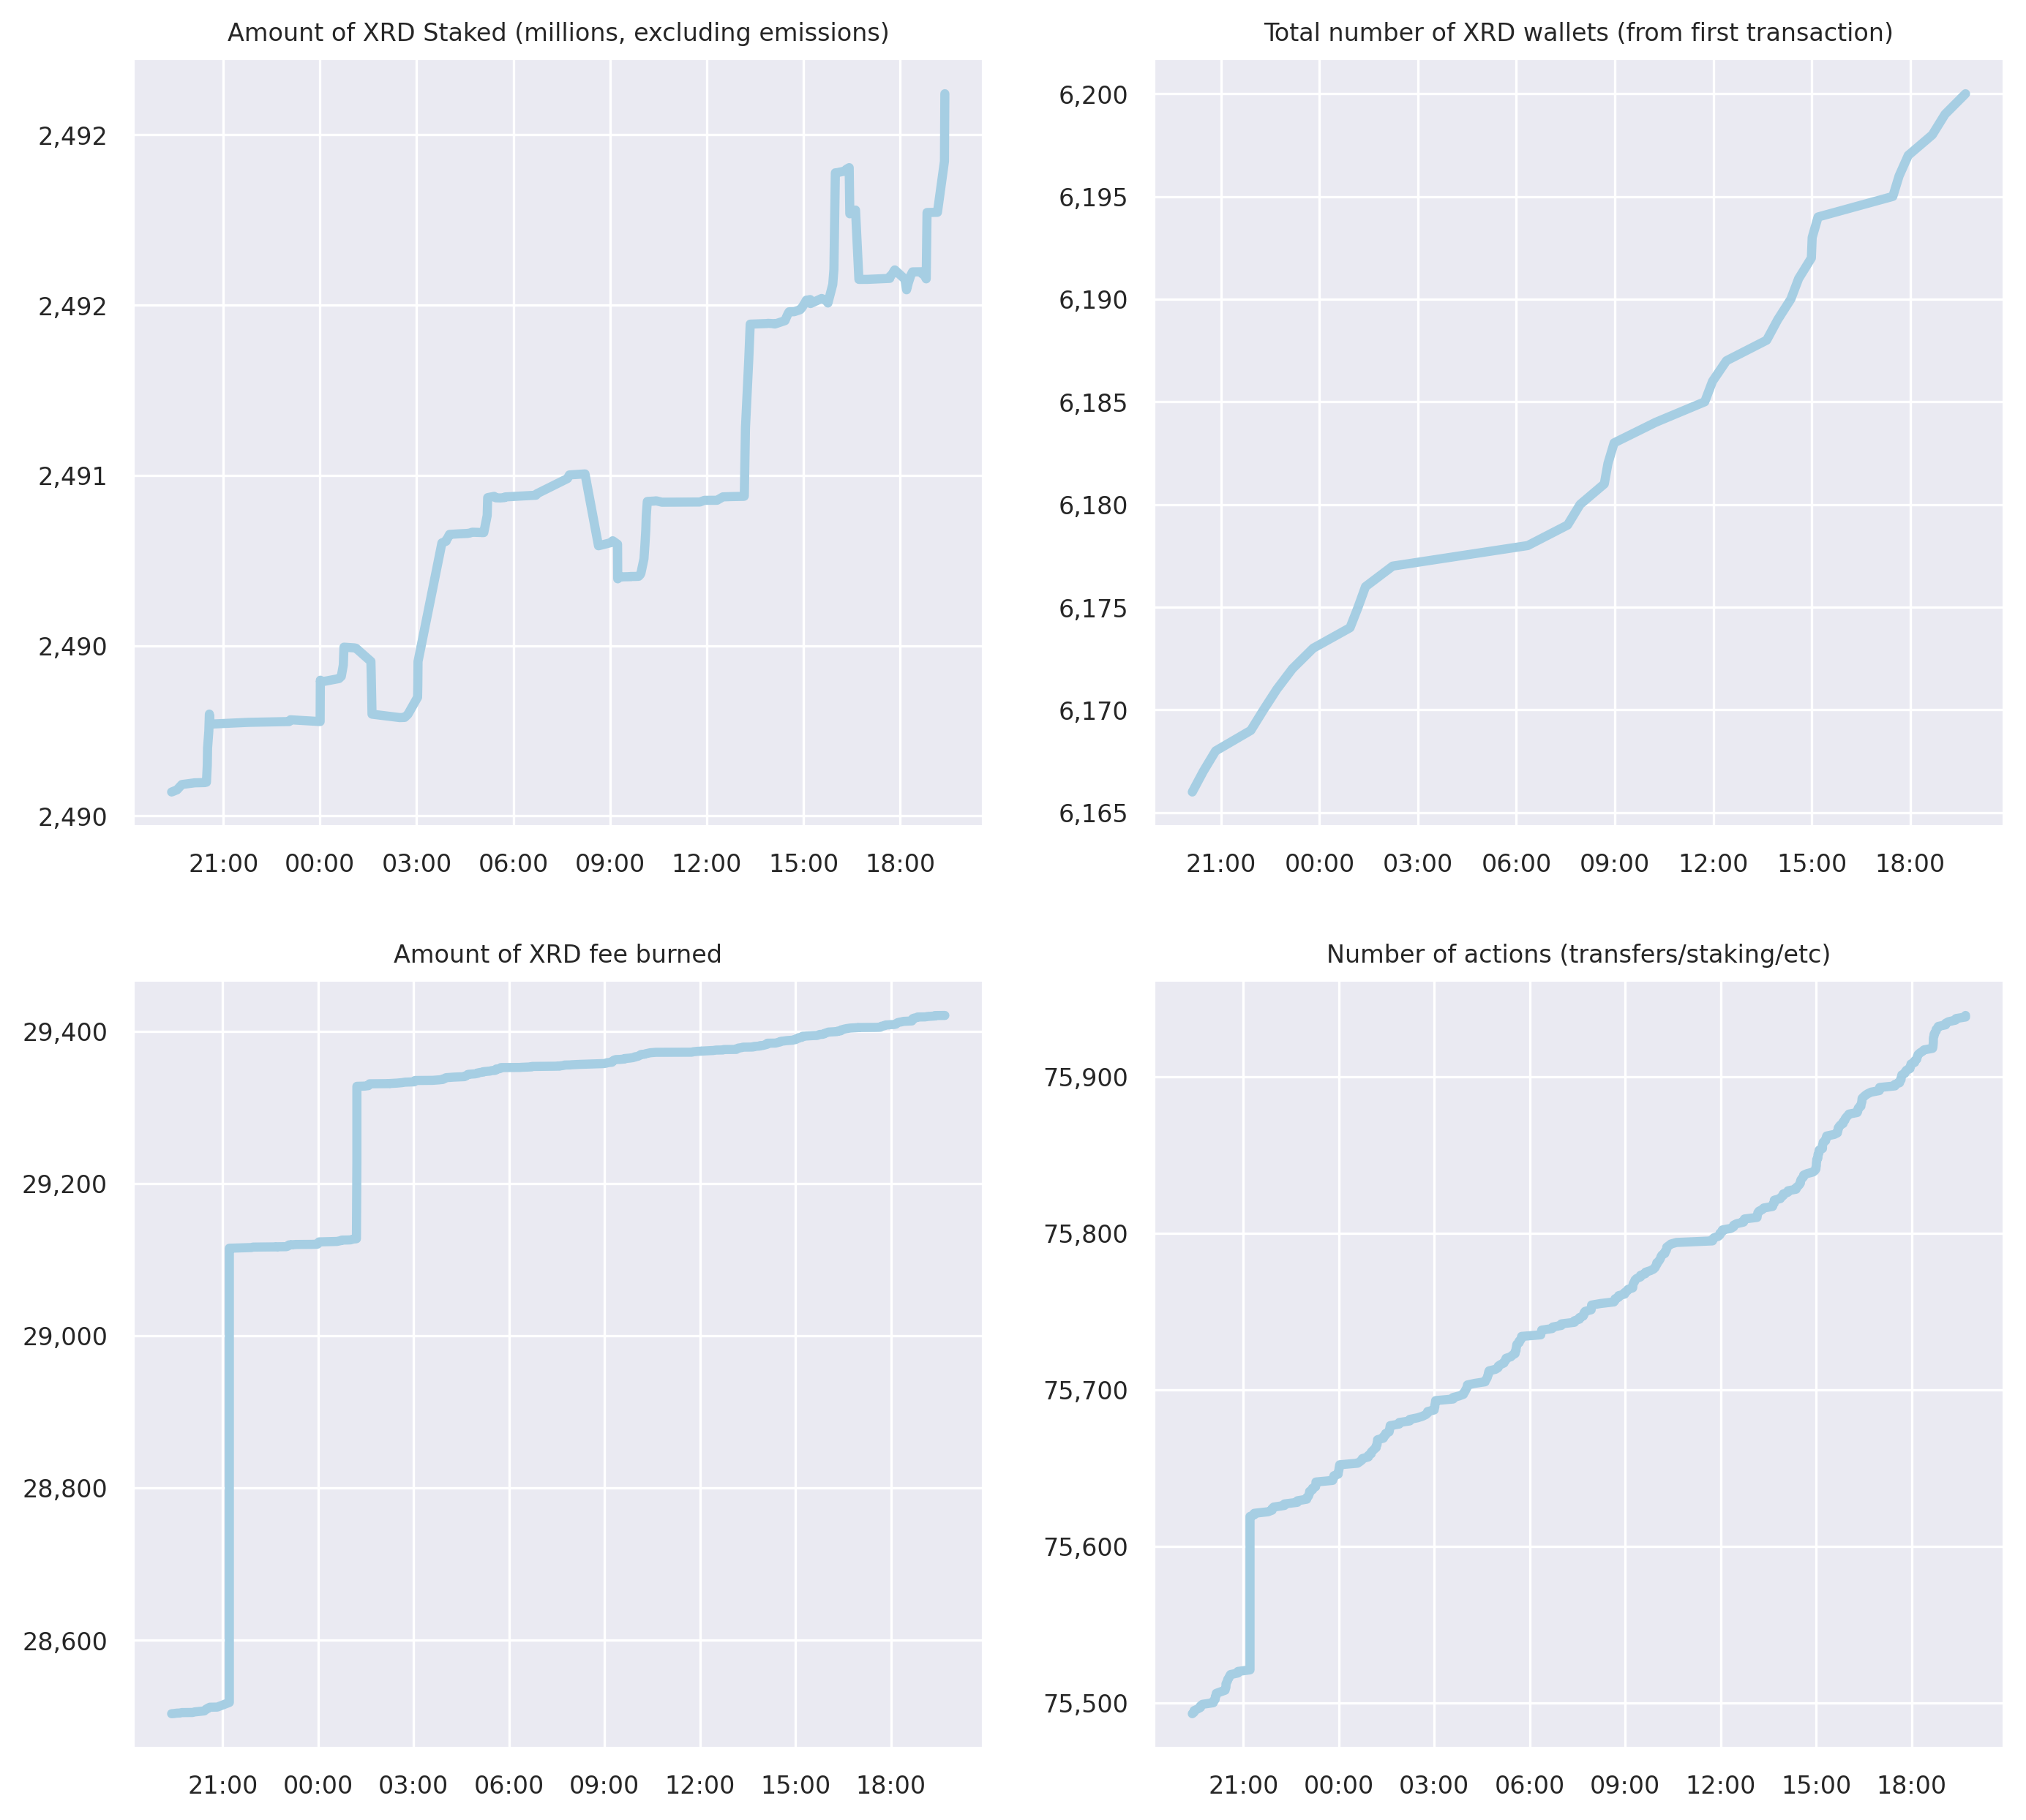 Amount of XRD Staked (millions, excluding emissions)
2,492
2,492
2,491
2,490
2,490
21:00 00:00 03:00 06:00 09:00 12:00 15:00 18:00
Total number of XRD wallets (from first transaction)
6,200
6,195
6,190
6,185
6,180
6,175
6,170
6,165
21:00 00:00 03:00 06:00 09:00 12:00 15:00 18:00
Amount of XRD fee burned
29,400
29,200
29,000
28,800
28,600
21:00 00:00 03:00 06:00 09:00 12:00 15:00 18:00
Number of actions (transfers/staking/etc)
75,900
75,800
75,700
75,600
75,500
21:00 00:00 03:00 06:00 09:00 12:00 15:00 18:00